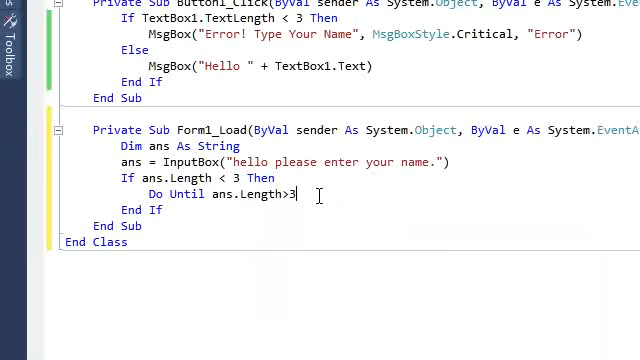 Private Sub Button1_Click(ByVal sender As System.Object, ByVal e As System.Even
If TextBox1.TextLength < 3 Then
MsgBox("Error! Type Your Name", MsgBoxStyle.Critical, "Error")
Else
MsgBox("Hello " + TextBox1.Text)
End If
End Sub
Private Sub Form1_Load(ByVal sender As System.Object, ByVal e As System.EventA
Dim ans As String
ans = InputBox("hello please enter your name.")
If ans.Length < 3 Then
Do Until ans.Length>3
End If
End Sub
End Class
Toolbox